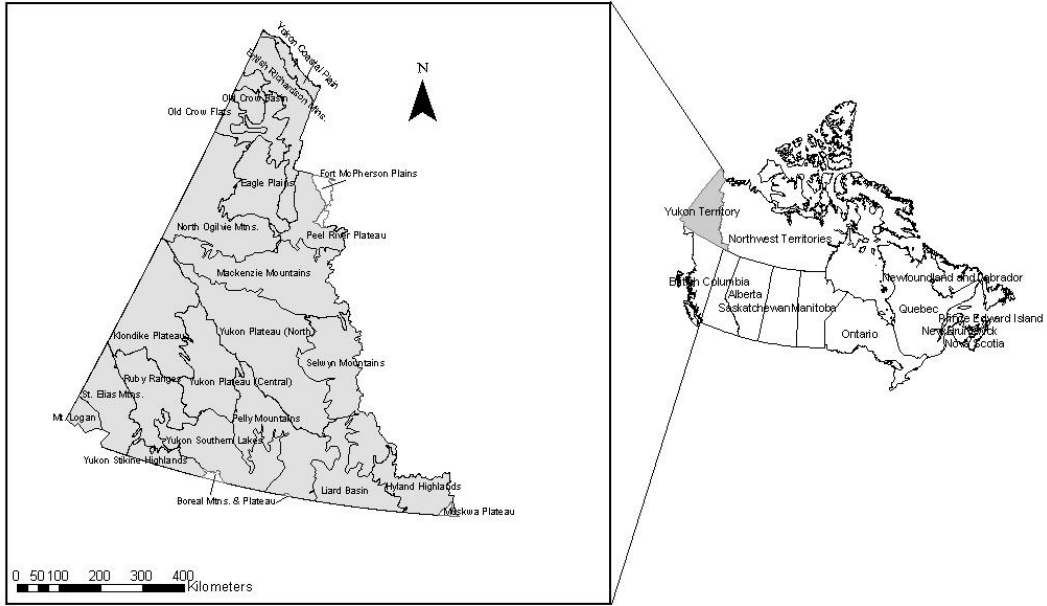 Yukon Coastal Plain
British Richardson Mtns.
Old Crow Basin
Old Crow Flats
N
Eagle Plains
Fort McPherson Plains
North Ogilvie Mtns.
Peel River Plateau
Mackenzie Mountains
Klondike Plateau
Yukon Plateau (North)
Selwyn Mountains
Ruby Ranges
Yukon Plateau (Central)
St. Elias Mtns.
Mt. Logan
Pelly Mountains
Yukon Southern Lakes
Yukon Stikine Highlands
Boreal Mtns. & Plateau
Liard Basin
Hyland Highlands
Muskwa Plateau
0 50 100 200 300 400
Kilometers
Yukon Territory
Northwest Territories
British Columbia
Alberta
Saskatchewan
Manitoba
Ontario
Quebec
Newfoundland and Labrador
Prince Edward Island
New Brunswick
Nova Scotia